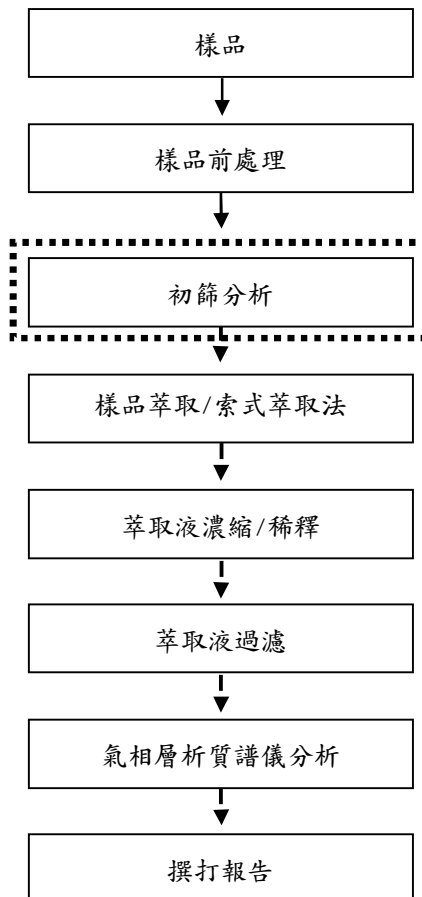 樣品
樣品前處理
初篩分析
樣品萃取/索式萃取法
萃取液濃縮/稀釋
萃取液過濾
氣相層析質譜儀分析
撰打報告